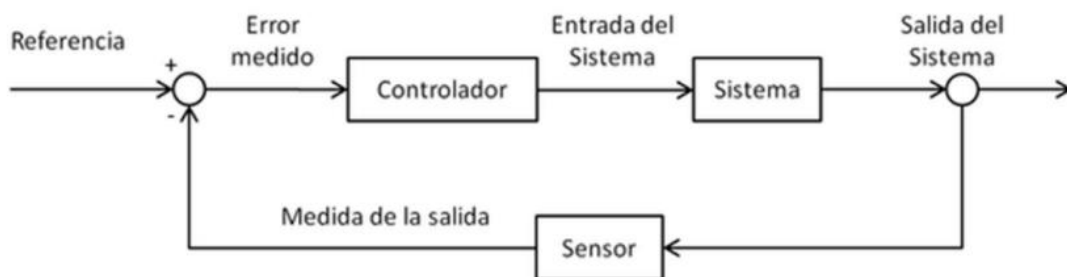 Referencia
+
-
Error
medido
Controlador
Entrada del
Sistema
Sistema
Salida del
Sistema
Medida de la salida
Sensor